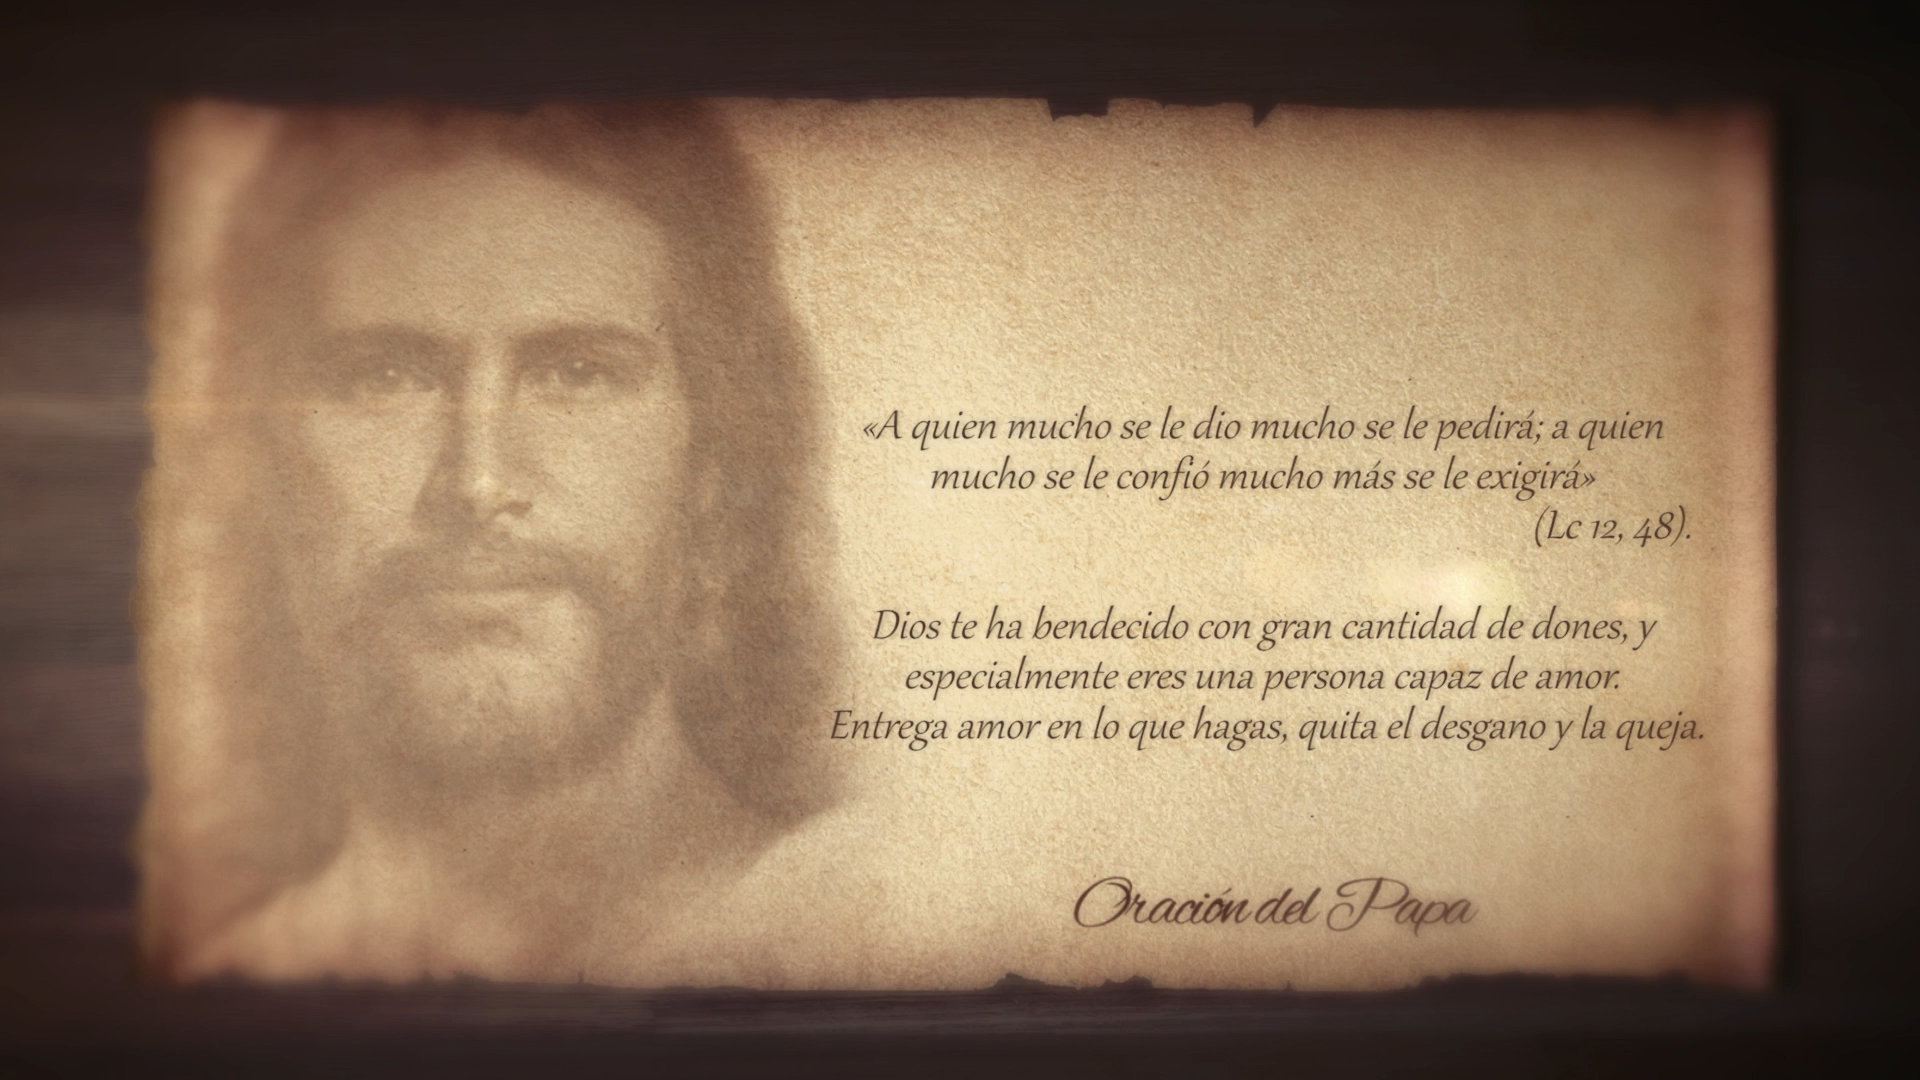 «A quien mucho se le dio mucho se le pedirá; a quien
mucho se le confió mucho más se le exigirá»
(Lc 12, 48).
Dios te ha bendecido con gran cantidad de dones, y
especialmente eres una persona capaz de amor.
Entrega amor en lo que hagas, quita el desgano y la queja.
Oración del Papa